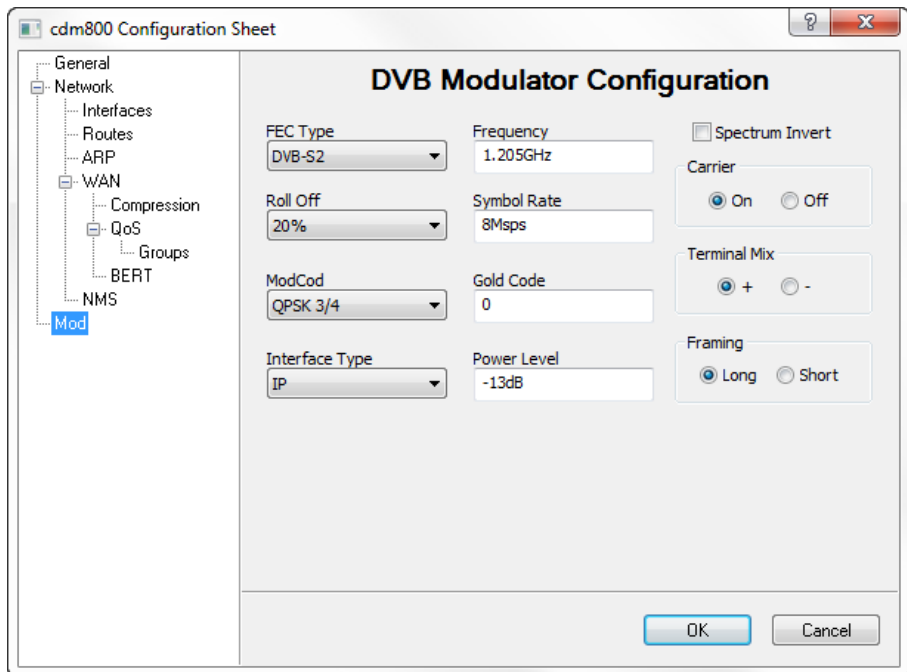 cdm800 Configuration Sheet
General
Network
Interfaces
Routes
ARP
WAN
Compression
QoS
Groups
BERT
NMS
Mod
DVB Modulator Configuration
FEC Type
DVB-S2
Roll Off
20%
ModCod
QPSK 3/4
Interface Type
IP
Frequency
1.205GHz
Symbol Rate
8Msps
Gold Code
0
Power Level
-13dB
Spectrum Invert
Carrier
On Off
Terminal Mix
+ -
Framing
Long Short
OK Cancel